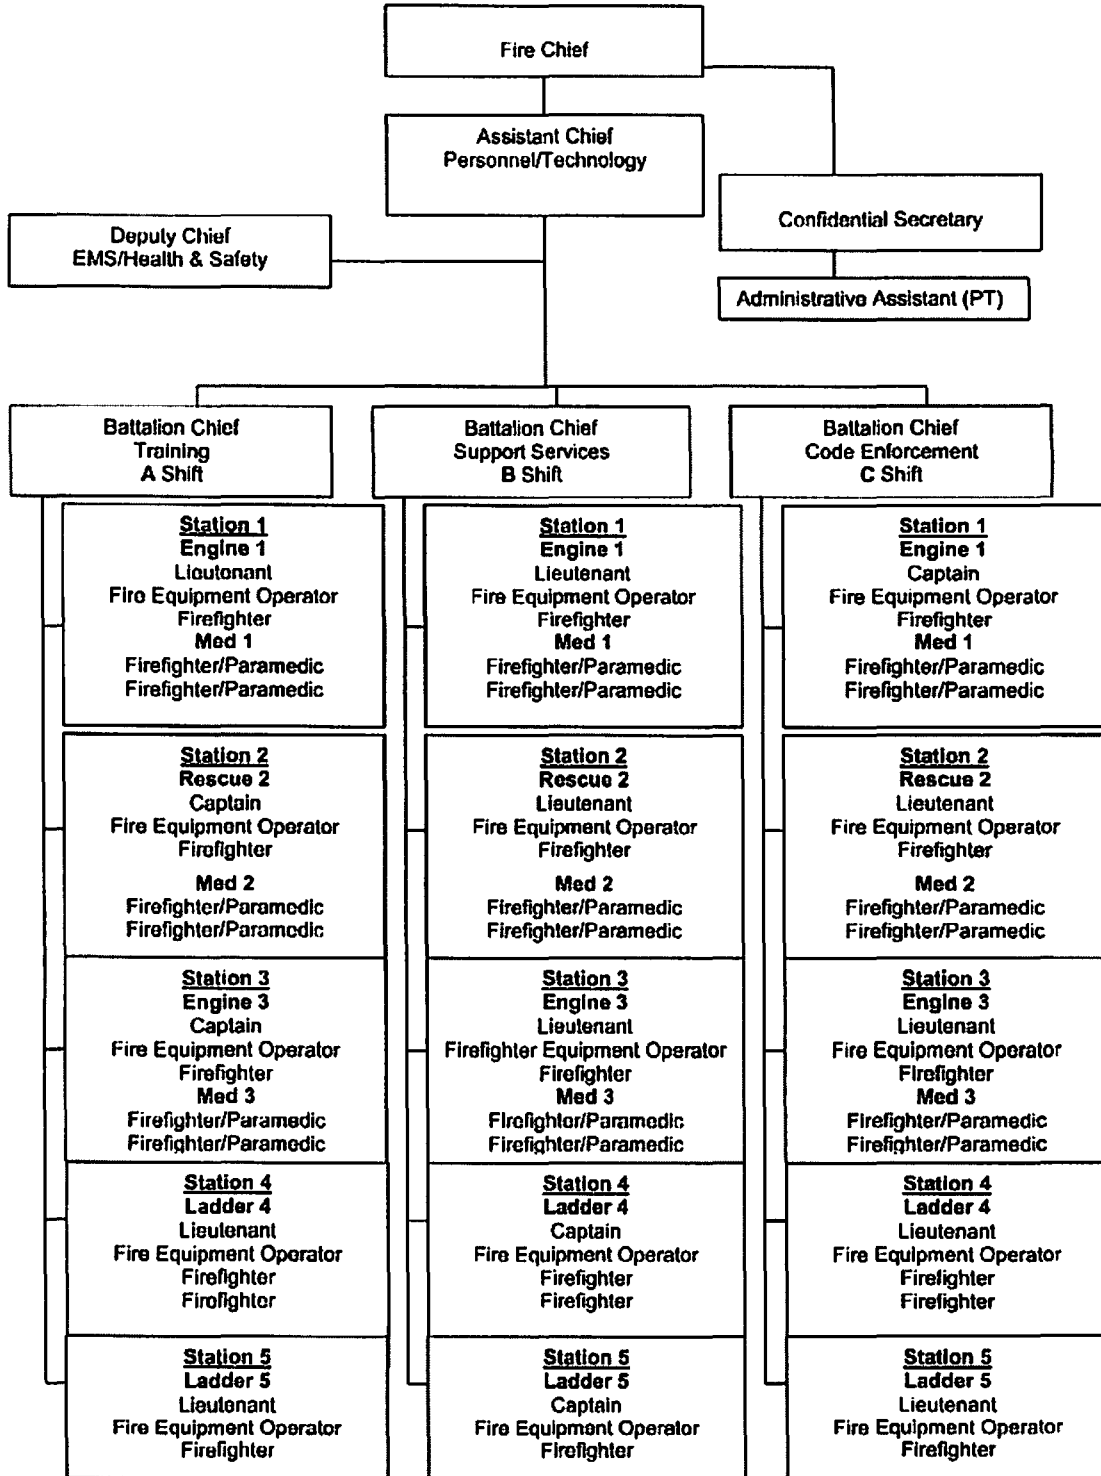 Fire Chief
Assistant Chief
Personnel/Technology
Confidential Secretary
Deputy Chief
EMS/Health & Safety
Administrative Assistant (PT)
Battalion Chief
Training
A Shift
Station 1
Engine 1
Lieutenant
Fire Equipment Operator
Firefighter
Med 1
Firefighter/Paramedic
Firefighter/Paramedic
Station 2
Rescue 2
Captain
Fire Equipment Operator
Firefighter
Med 2
Firefighter/Paramedic
Firefighter/Paramedic
Station 3
Engine 3
Captain
Fire Equipment Operator
Firefighter
Med 3
Firefighter/Paramedic
Firefighter/Paramedic
Station 4
Ladder 4
Lieutenant
Fire Equipment Operator
Firefighter
Firefighter
Station 5
Ladder 5
Lieutenant
Fire Equipment Operator
Firefighter
Battalion Chief
Support Services
B Shift
Station 1
Engine 1
Lieutenant
Fire Equipment Operator
Firefighter
Med 1
Firefighter/Paramedic
Firefighter/Paramedic
Station 2
Rescue 2
Lieutenant
Fire Equipment Operator
Firefighter
Med 2
Firefighter/Paramedic
Firefighter/Paramedic
Station 3
Engine 3
Lieutenant
Firefighter Equipment Operator
Firefighter
Med 3
Firefighter/Paramedic
Firefighter/Paramedic
Station 4
Ladder 4
Captain
Fire Equipment Operator
Firefighter
Firefighter
Station 5
Ladder 5
Captain
Fire Equipment Operator
Firefighter
Battalion Chief
Code Enforcement
C Shift
Station 1
Engine 1
Captain
Fire Equipment Operator
Firefighter
Med 1
Firefighter/Paramedic
Firefighter/Paramedic
Station 2
Rescue 2
Lieutenant
Fire Equipment Operator
Firefighter
Med 2
Firefighter/Paramedic
Firefighter/Paramedic
Station 3
Engine 3
Lieutenant
Fire Equipment Operator
Firefighter
Med 3
Firefighter/Paramedic
Firefighter/Paramedic
Station 4
Ladder 4
Lieutenant
Fire Equipment Operator
Firefighter
Firefighter
Station 5
Ladder 5
Lieutenant
Fire Equipment Operator
Firefighter